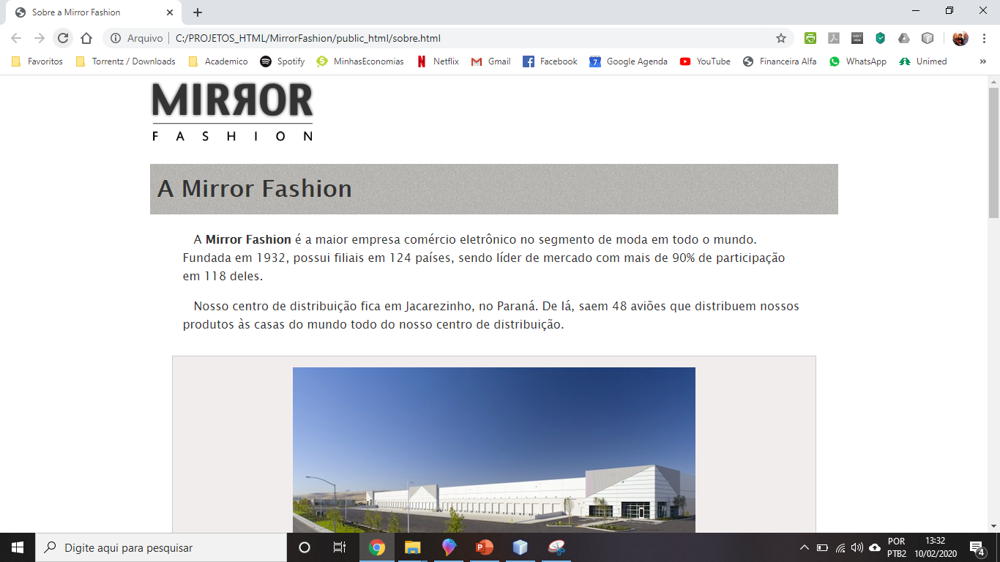 Sobre a Mirror Fashion
Arquivo C:/PROJETOS_HTML/MirrorFashion/public_html/sobre.html
Favoritos Torrentz / Downloads Academico Spotify MinhasEconomias Netflix Gmail Facebook 7 Google Agenda YouTube Financeira Alfa WhatsApp Unimed »
MIRROR
FASHION
A Mirror Fashion
A Mirror Fashion é a maior empresa comércio eletrônico no segmento de moda em todo o mundo.
Fundada em 1932, possui filiais em 124 países, sendo líder de mercado com mais de 90% de participação
em 118 deles.
Nosso centro de distribuição fica em Jacarezinho, no Paraná. De lá, saem 48 aviões que distribuem nossos
produtos às casas do mundo todo do nosso centro de distribuição.
Digite aqui para pesquisar
POR
PTB2
13:32
10/02/2020
4